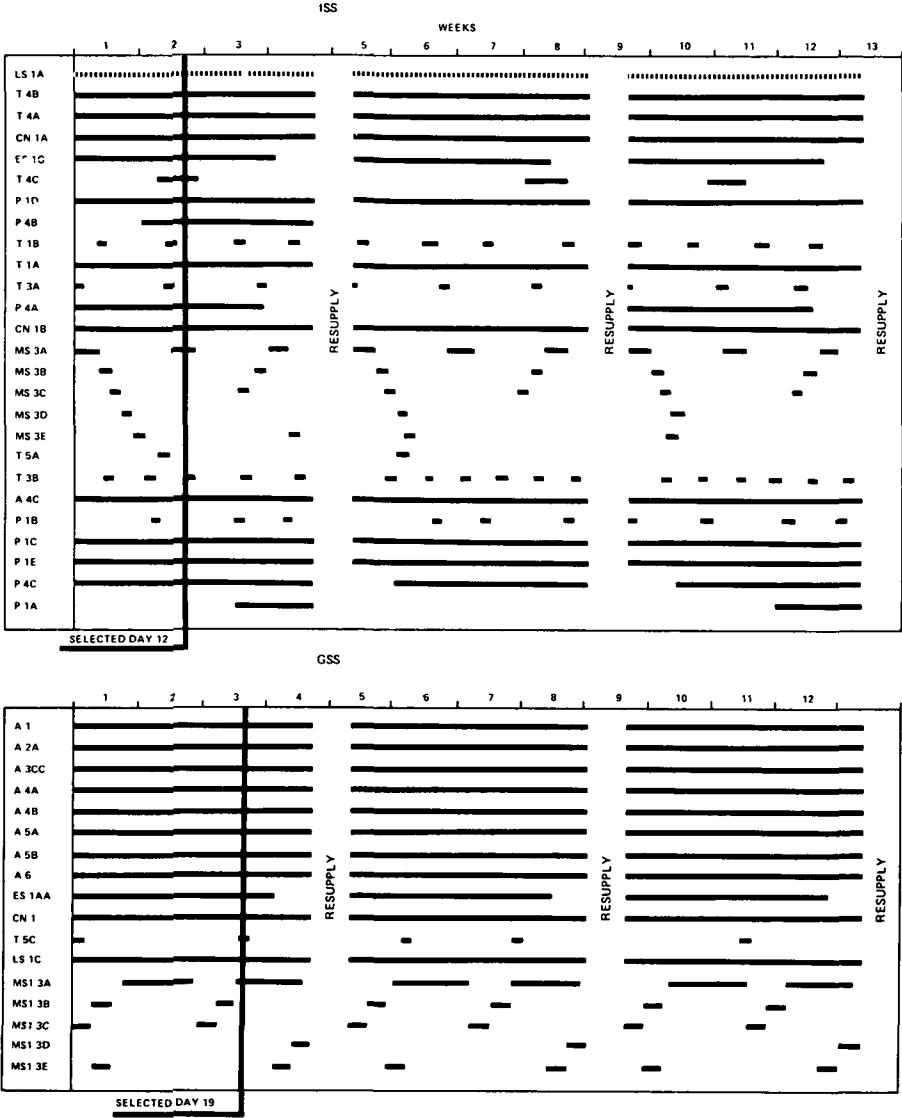 ISS
WEEKS
1 2 3 5 6 7 8 9 10 11 12 13
LS 1A
T 4B
T 4A
CN 1A
ES 1G
T 4C
P 1D
P 4B
T 1B
T 1A
T 3A
P 4A
CN 1B
MS 3A
MS 3B
MS 3C
MS 3D
MS 3E
T 5A
T 3B
A 4C
P 1B
P 1C
P 1E
P 4C
P 1A
RESUPPLY
RESUPPLY
RESUPPLY
SELECTED DAY 12
GSS
1 2 3 4 5 6 7 8 9 10 11 12
A 1
A 2A
A 3CC
A 4A
A 4B
A 5A
A 5B
A 6
ES 1AA
CN 1
T 5C
LS 1C
MS1 3A
MS1 3B
MS1 3C
MS1 3D
MS1 3E
RESUPPLY
RESUPPLY
RESUPPLY
SELECTED DAY 19